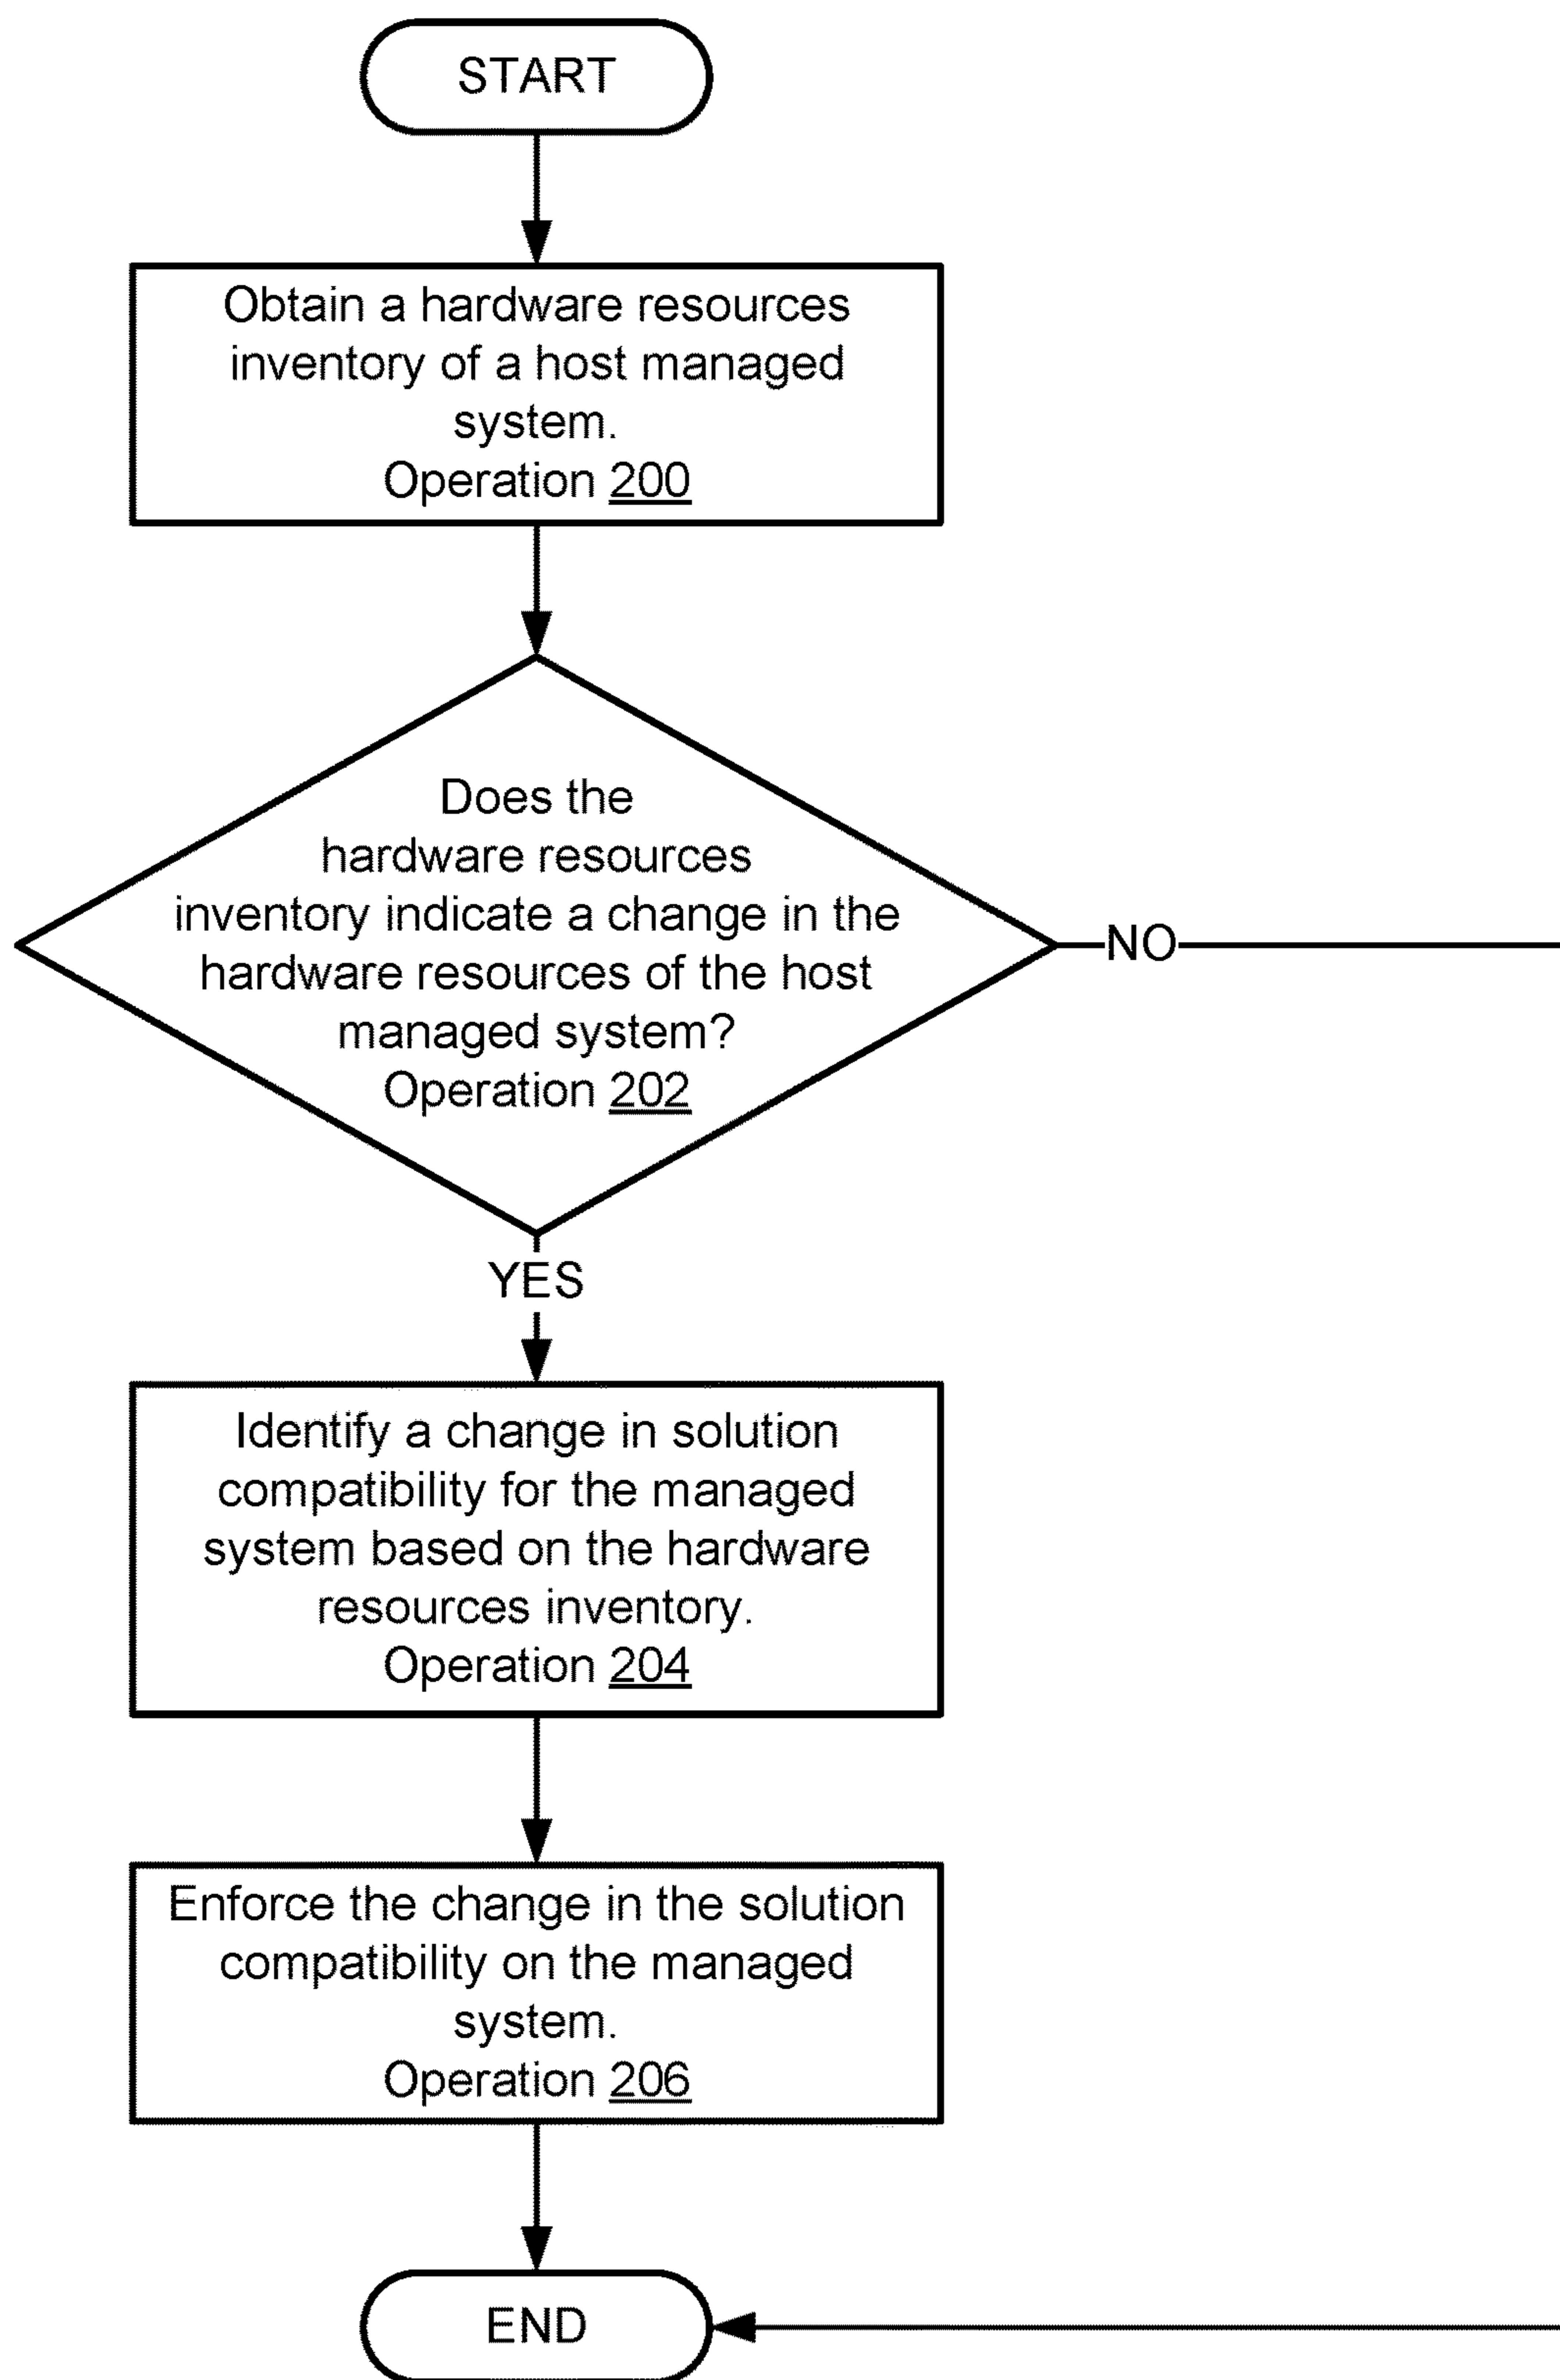 START
Obtain a hardware resources
inventory of a host managed
system.
Operation 200
Does the
hardware resources
inventory indicate a change in the
hardware resources of the host
managed system?
Operation 202
NO
YES
Identify a change in solution
compatibility for the managed
system based on the hardware
resources inventory.
Operation 204
Enforce the change in the solution
compatibility on the managed
system.
Operation 206
END